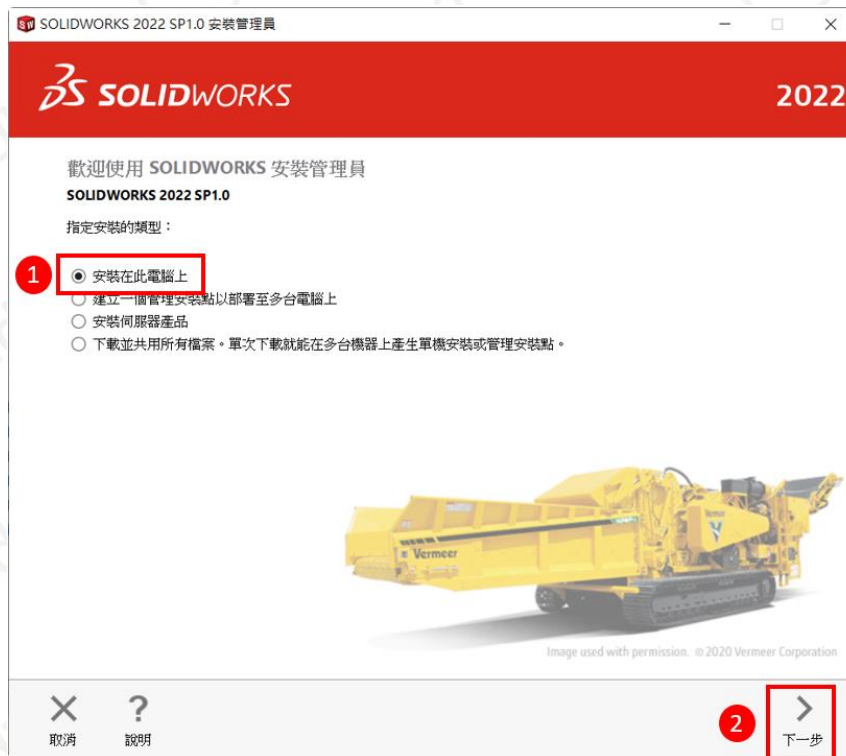 SOLIDWORKS 2022 SP1.0 安裝管理員
SOLIDWORKS
2022
歡迎使用 SOLIDWORKS 安裝管理員
SOLIDWORKS 2022 SP1.0
指定安裝的類型：
1
安裝在此電腦上
建立一個管理安裝點以部署至多台電腦上
安裝伺服器產品
下載並共用所有檔案。單次下載就能在多台機器上產生單機安裝或管理安裝點。
Vermeer
Vermeer
Image used with permission. © 2020 Vermeer Corporation
取消
說明
2
下一步